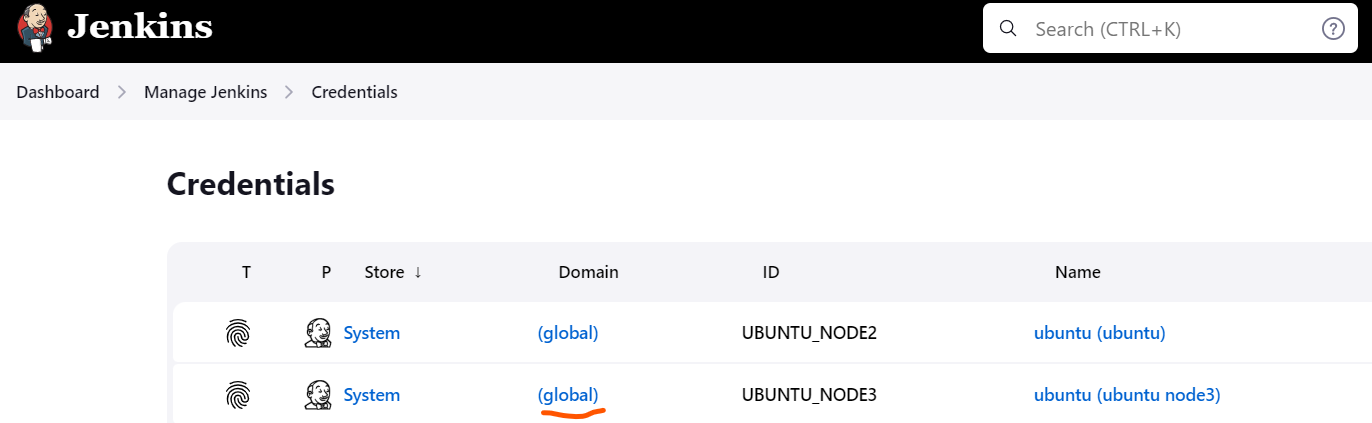 Jenkins Search (CTRL+K) ?
Dashboard Manage Jenkins Credentials
Credentials
T P Store ↓ Domain ID Name
System (global) UBUNTU_NODE2 ubuntu (ubuntu)
System (global) UBUNTU_NODE3 ubuntu (ubuntu node3)